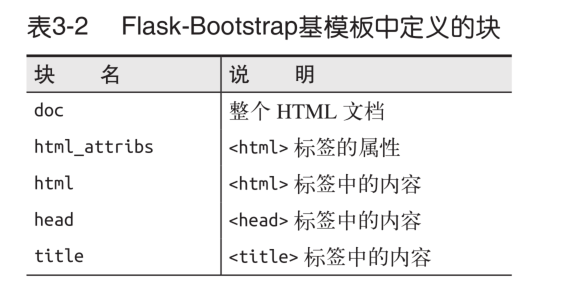 表3-2 Flask-Bootstrap基模板中定义的块
块 名 说 明
doc 整个 HTML 文档
html_attribs <html> 标签的属性
html <html> 标签中的内容
head <head> 标签中的内容
title <title> 标签中的内容